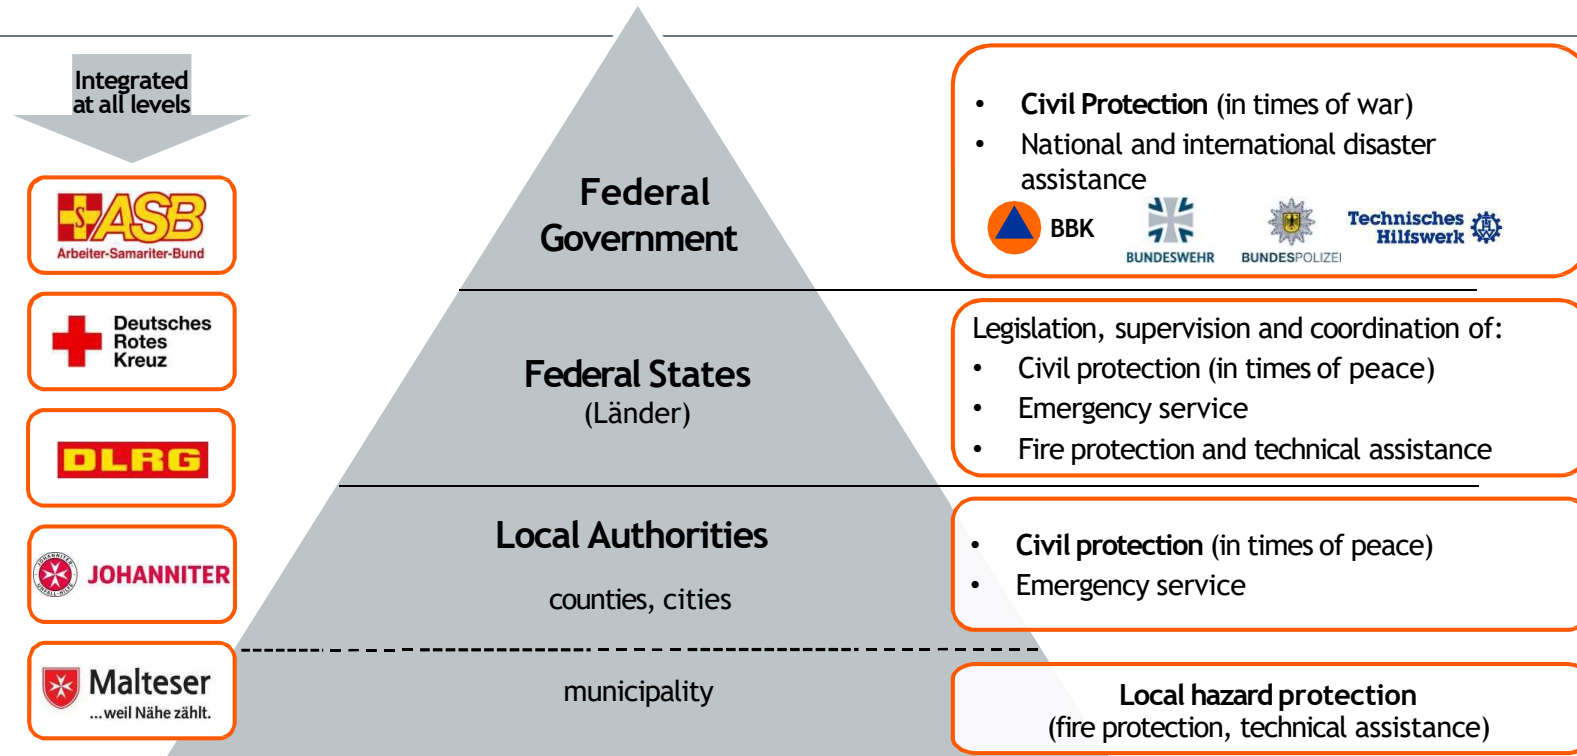 Integrated
at all levels
ASB
Arbeiter-Samariter-Bund
Deutsches
Rotes
Kreuz
DLRG
JOHANNITER
Malteser
...weil Nähe zählt.
Federal
Government
Federal States
(Länder)
Local Authorities
counties, cities
municipality
• Civil Protection (in times of war)
• National and international disaster
assistance
BBK
BUNDESWEHR
BUNDESPOLIZEI
Technisches
Hilfswerk
Legislation, supervision and coordination of:
• Civil protection (in times of peace)
• Emergency service
• Fire protection and technical assistance
• Civil protection (in times of peace)
• Emergency service
Local hazard protection
(fire protection, technical assistance)